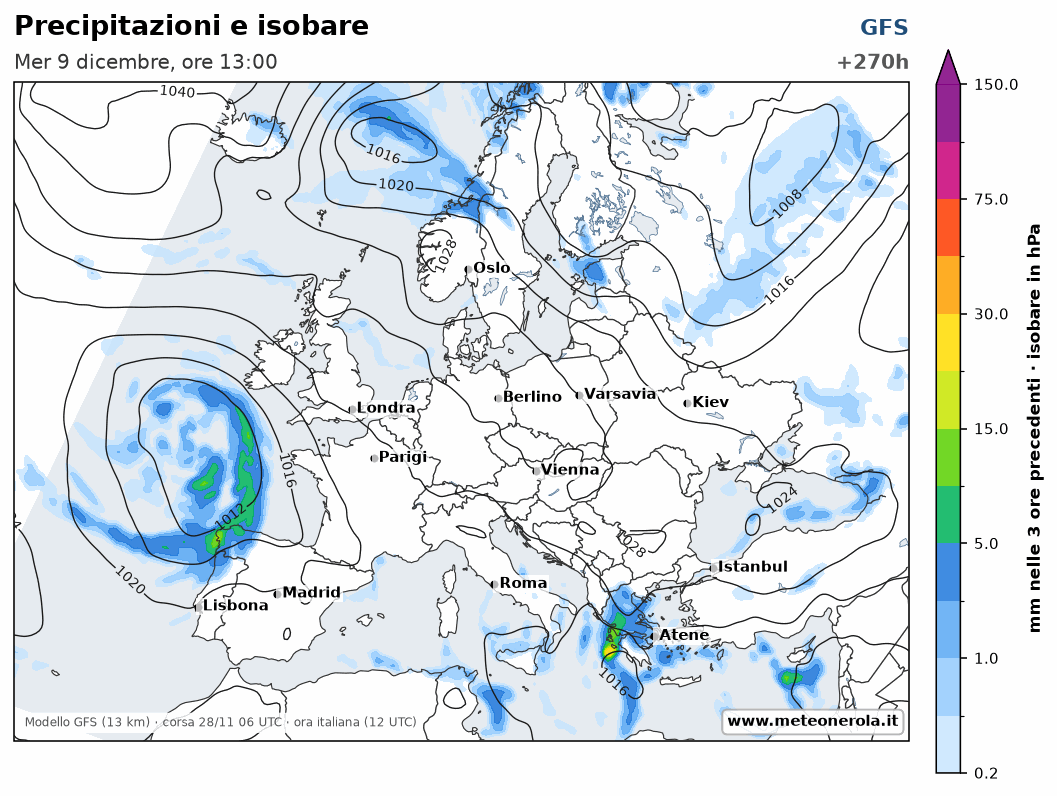 Precipitazioni e isobare
GFS
Mer 9 dicembre, ore 13:00
+270h
1040
1016
1020
1008
1028
Oslo
1016
Londra
Berlino
Varsavia
Kiev
Parigi
Vienna
1016
1012
1024
1028
1020
Istanbul
Roma
Madrid
Lisbona
Atene
1016
Modello GFS (13 km) · corsa 28/11 06 UTC · ora italiana (12 UTC)
www.meteonerola.it
150.0
75.0
30.0
15.0
5.0
1.0
0.2
mm nelle 3 ore precedenti · isobare in hPa